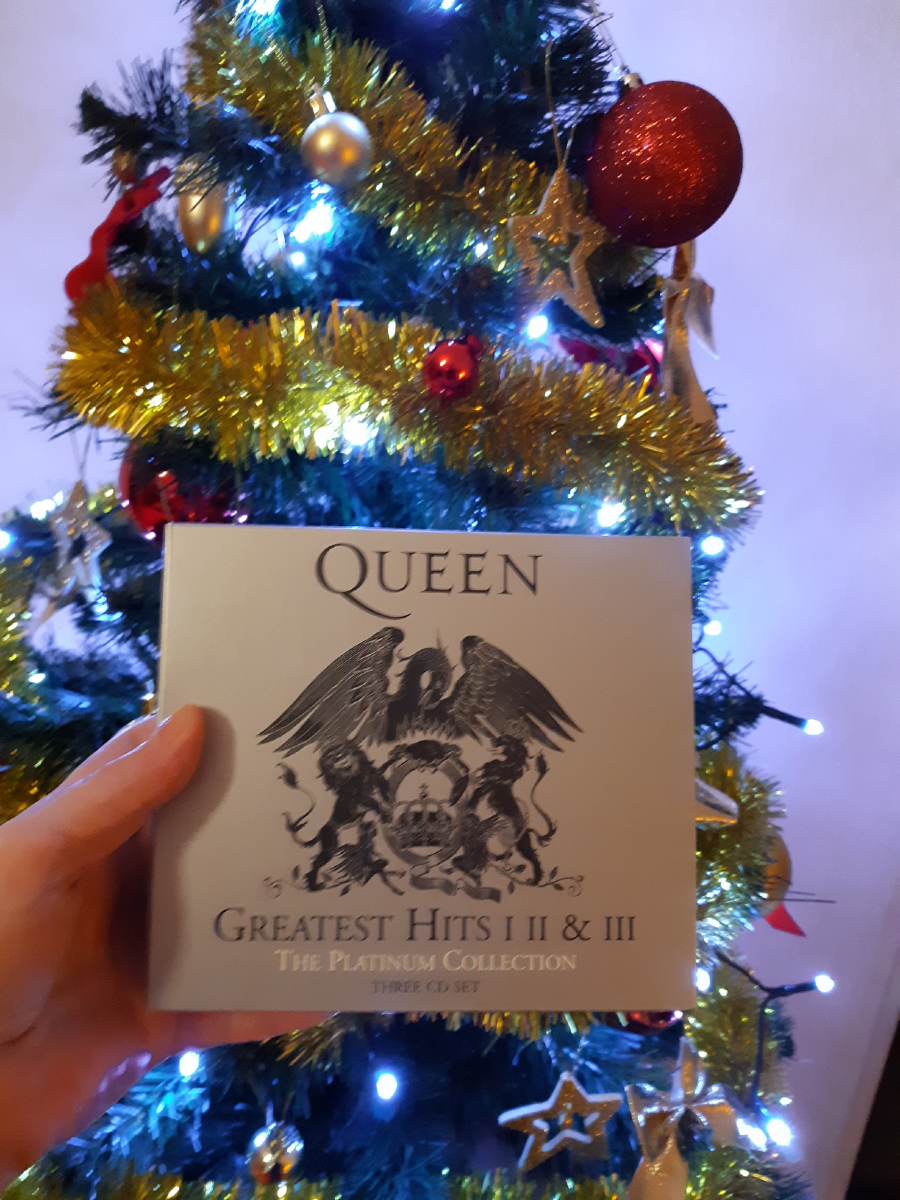 QUEEN
GREATEST HITS I II & III
THE PLATINUM COLLECTION
THREE CD SET